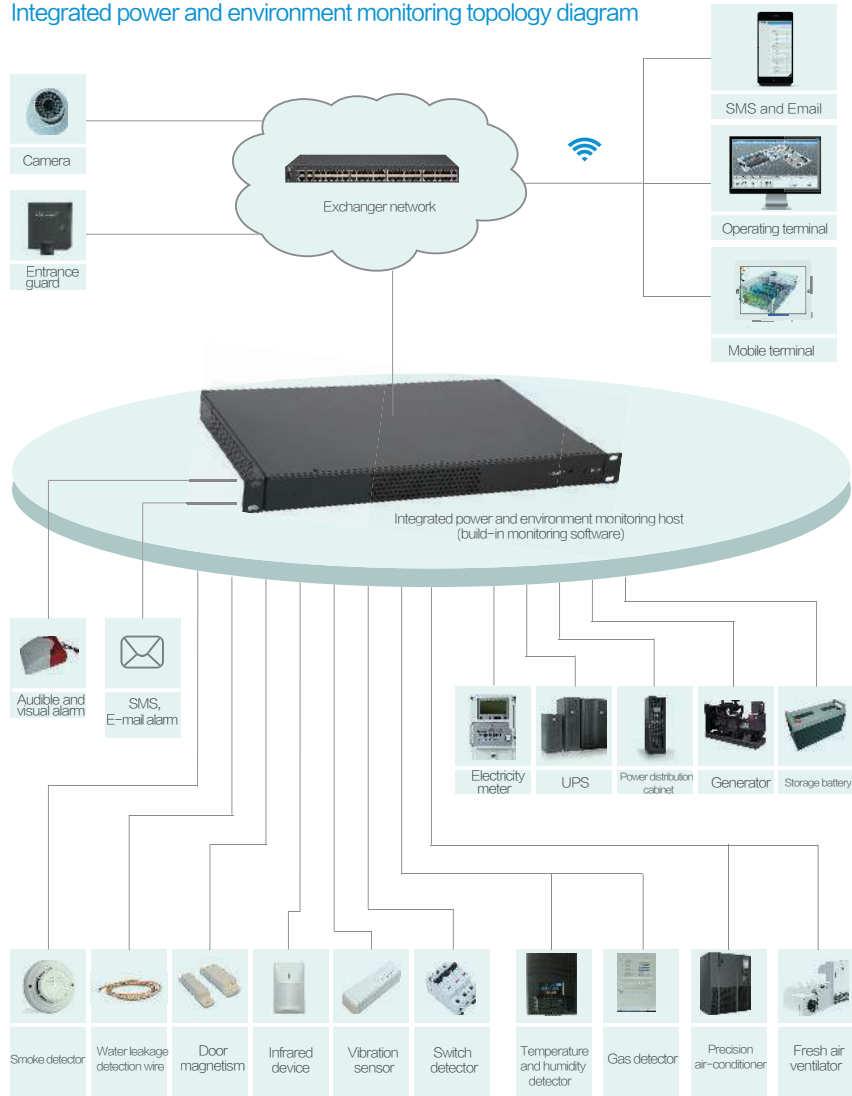 Integrated power and environment monitoring topology diagram
Camera
Entrance
guard
Exchanger network
SMS and Email
Operating terminal
Mobile terminal
Integrated power and environment monitoring host
(build-in monitoring software)
Audible and
visual alarm
SMS,
E-mail alarm
Electricity
meter
UPS
Power distribution
cabinet
Generator
Storage battery
Smoke detector
Water leakage
detection wire
Door
magnetism
Infrared
device
Vibration
sensor
Switch
detector
Temperature
and humidity
detector
Gas detector
Precision
air-conditioner
Fresh air
ventilator